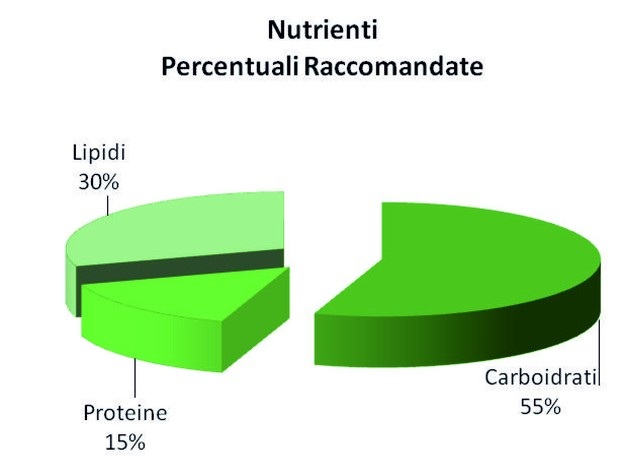 Nutrienti
Percentuali Raccomandate
Lipidi
30%
Carboidrati
55%
Proteine
15%